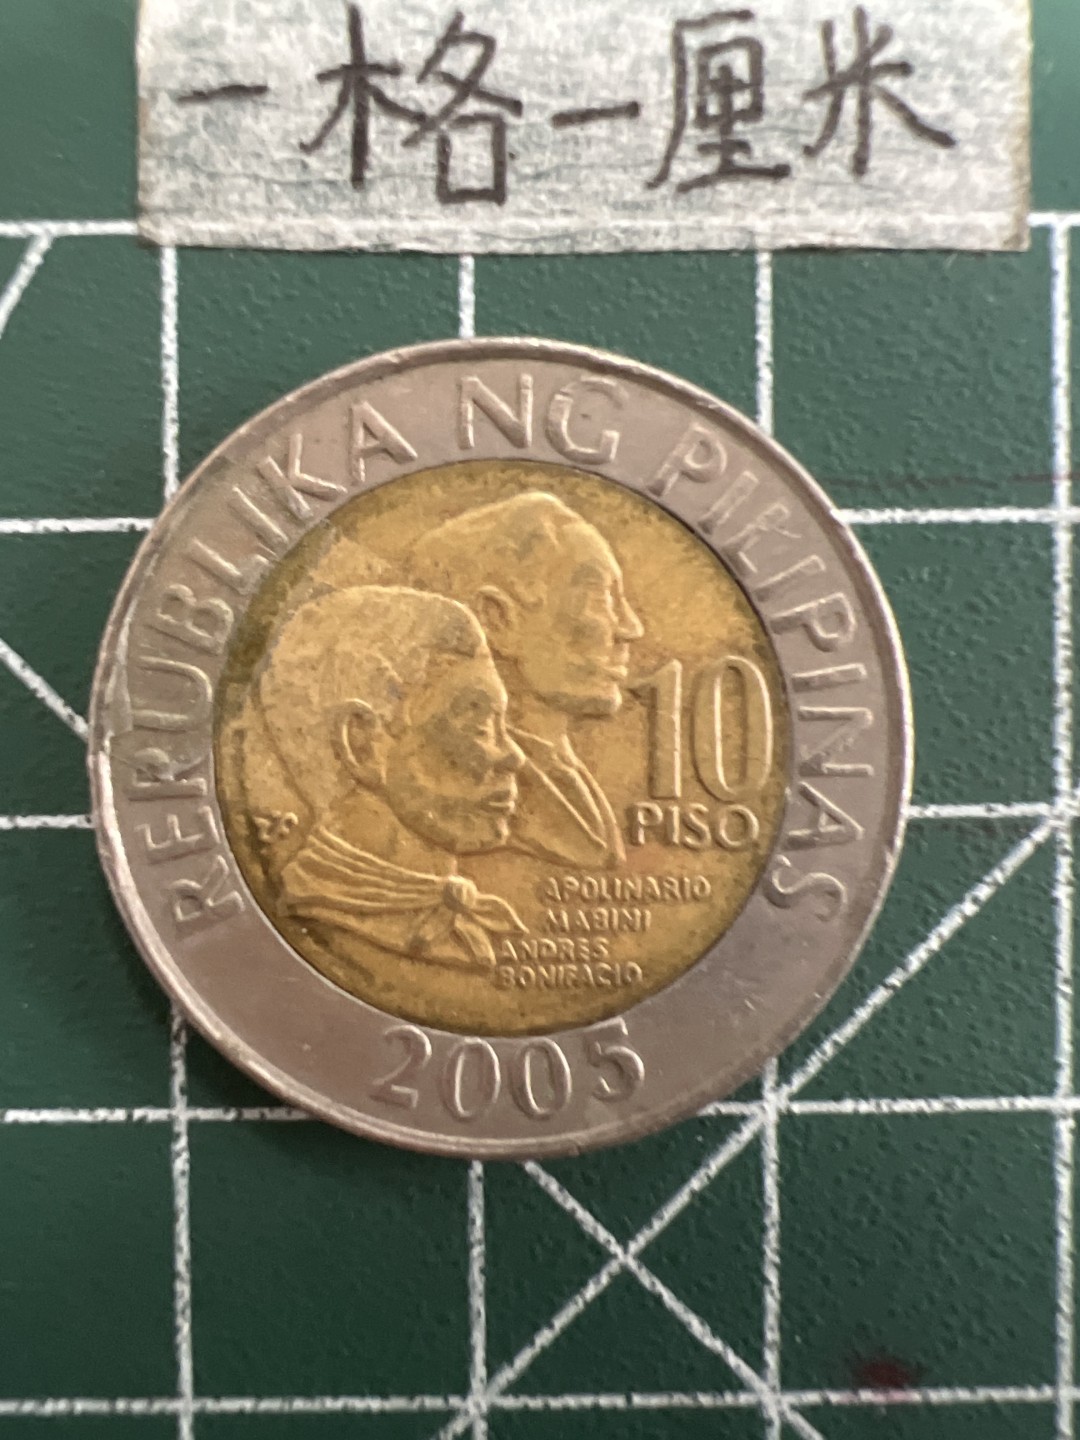 一格一厘米
REPUBLIKA NG PILIPINAS
10
PISO
APOLINARIO
MABINI
ANDRES
BONIFACIO
2005